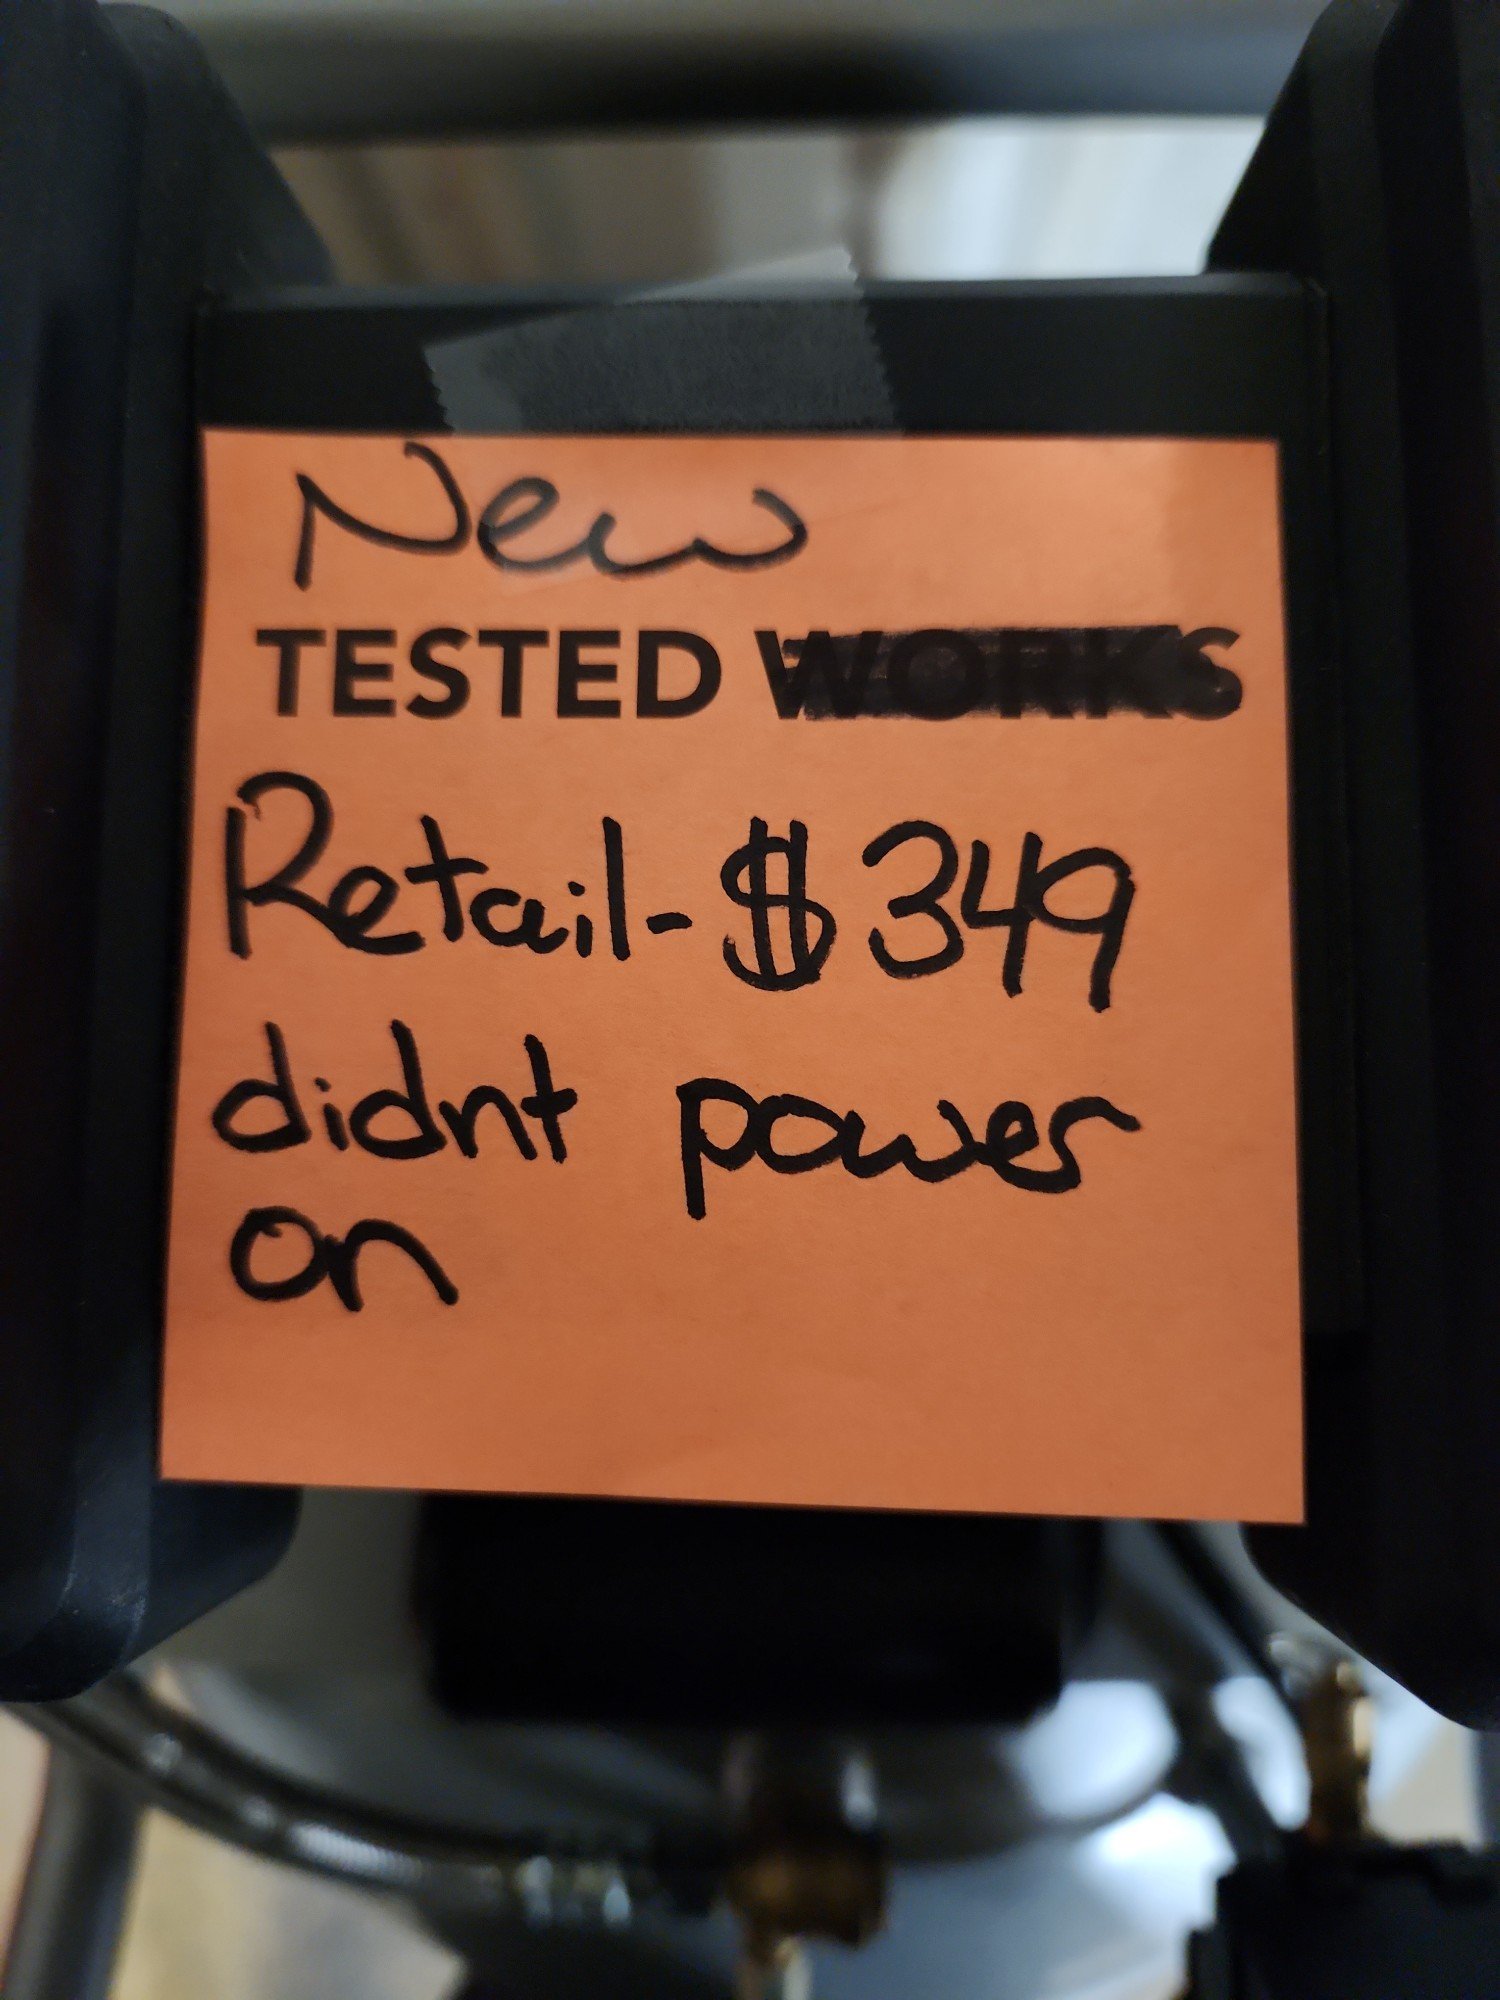 New
TESTED WORKS
Retail-$349
didnt power
on